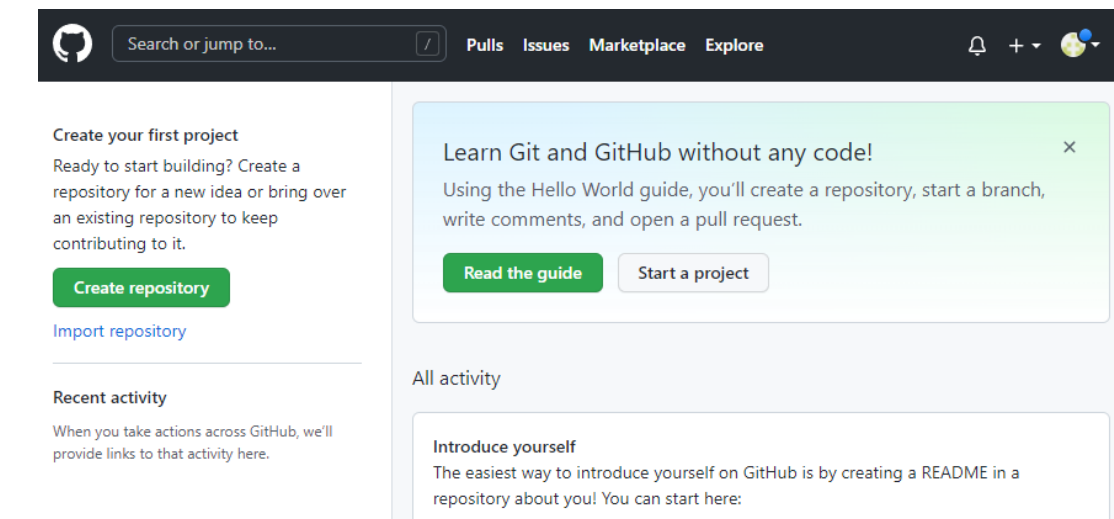 Search or jump to... /
Pulls Issues Marketplace Explore
Create your first project
Ready to start building? Create a
repository for a new idea or bring over
an existing repository to keep
contributing to it.
Create repository
Import repository
Recent activity
When you take actions across GitHub, we'll
provide links to that activity here.
Learn Git and GitHub without any code!
Using the Hello World guide, you'll create a repository, start a branch,
write comments, and open a pull request.
Read the guide
Start a project
All activity
Introduce yourself
The easiest way to introduce yourself on GitHub is by creating a README in a
repository about you! You can start here: